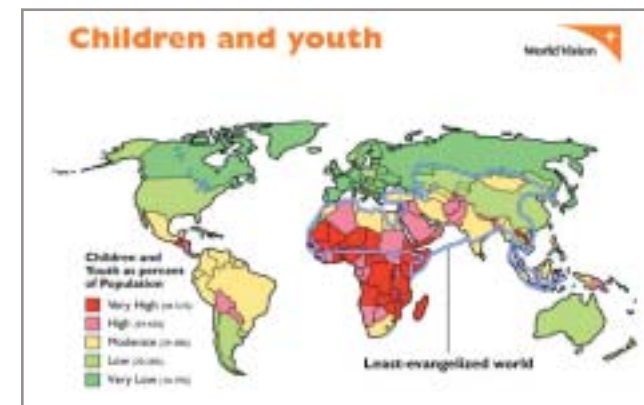 Children and youth
World Vision
Children and
Youth as percent
of Population
Very High
High
Moderate
Low
Very Low
Least-evangelized world